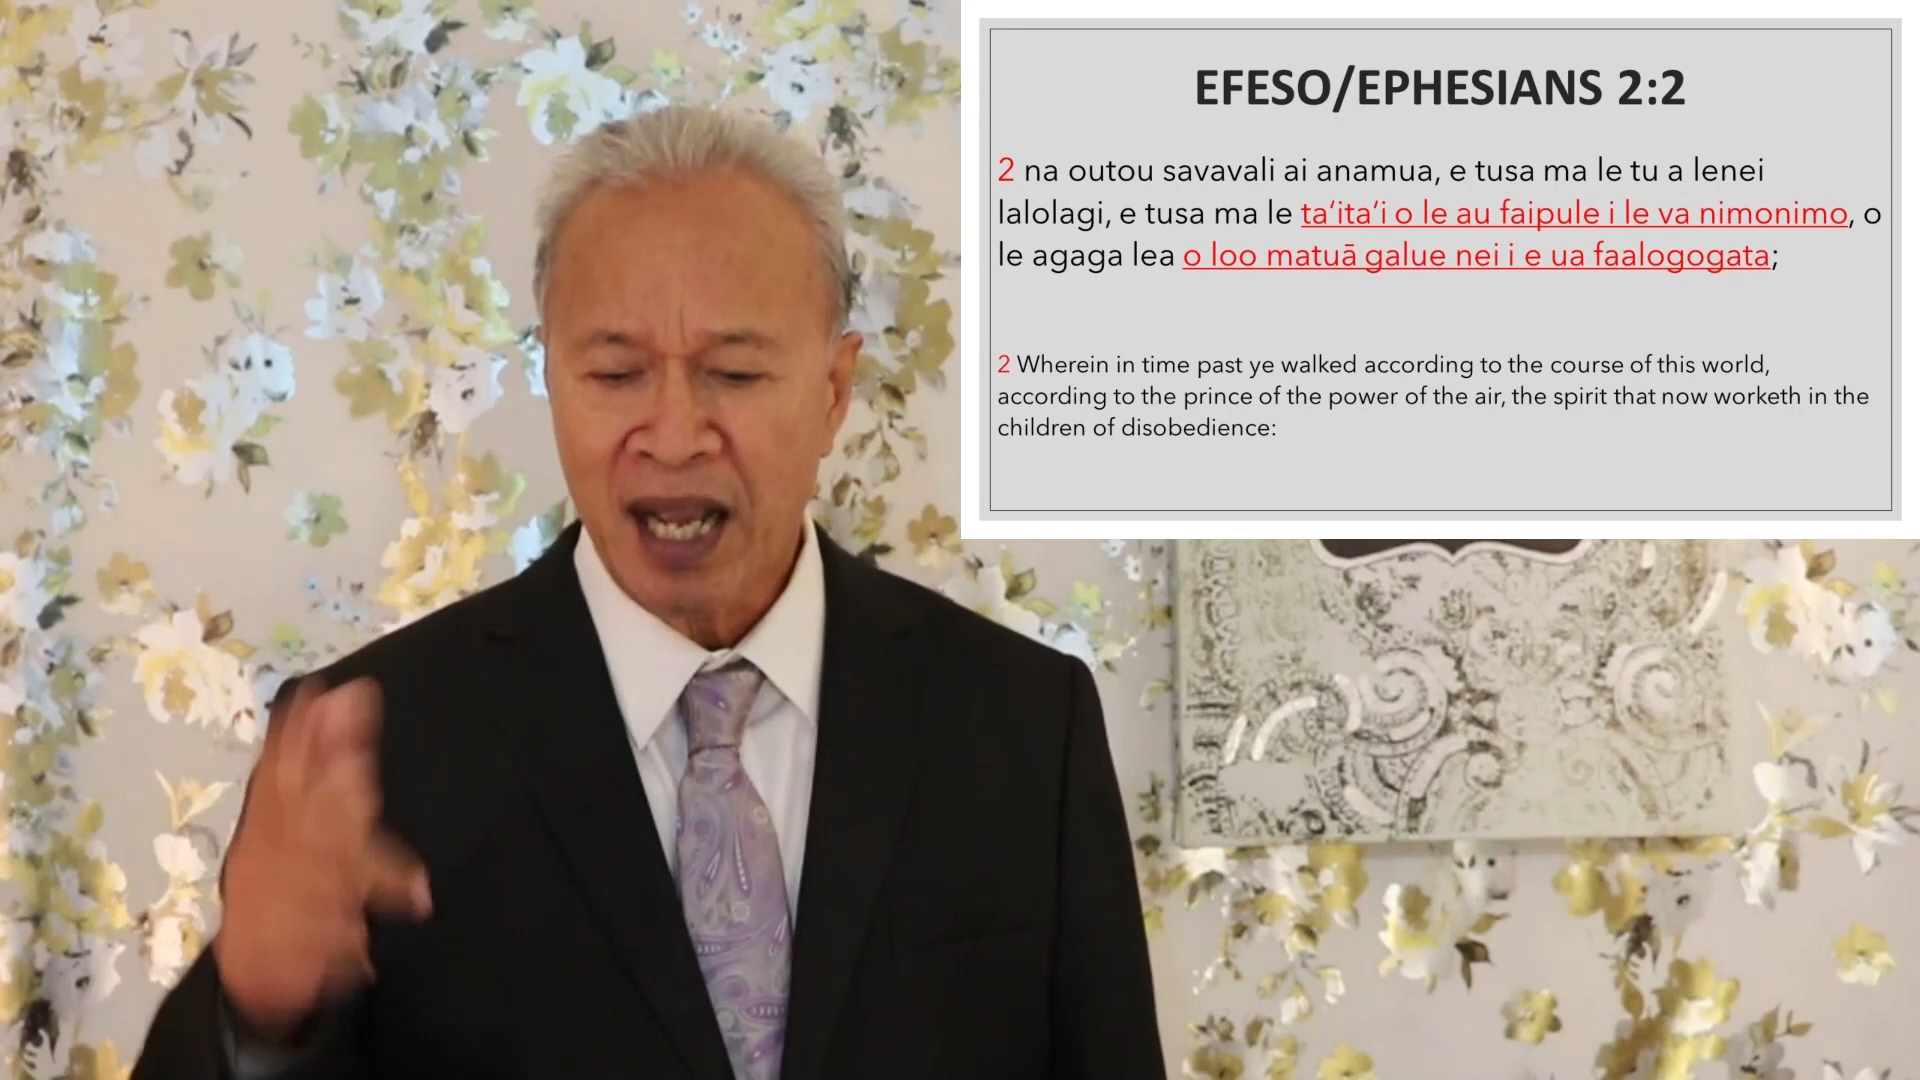 EFESO/EPHESIANS 2:2
2 na outou savavali ai anamua, e tusa ma le tu a lenei
lalolagi, e tusa ma le ta‘ita‘i o le au faipule i le va nimonimo, o
le agaga lea o loo matuā galue nei i e ua faalogogata;
2 Wherein in time past ye walked according to the course of this world,
according to the prince of the power of the air, the spirit that now worketh in the
children of disobedience: